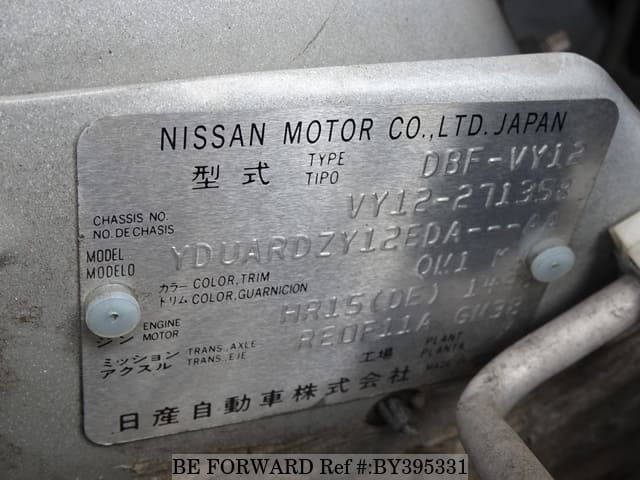 NISSAN MOTOR CO.,LTD. JAPAN
型式 TYPE TIPO DBF-VY12
CHASSIS NO. NO. DE CHASIS VY12-271358
MODEL MODELO YDUARDZY12EDA---AA
カラー COLOR, TRIM
トリム COLOR, GUARNICION QM1
ENGINE MOTOR HR15(DE)
ミッション TRANS., AXLE
アクスル TRANS., EJE RE0F11A GW38
工場 PLANT PLANTA
日産自動車株式会社 MADE
BE FORWARD Ref #:BY395331